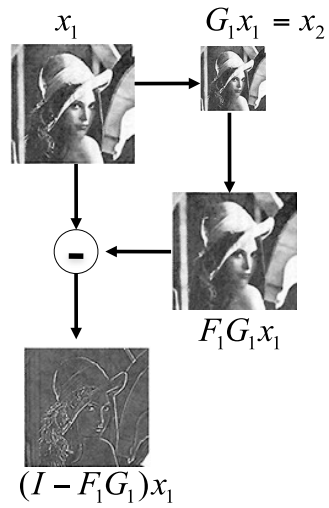 x₁
G₁x₁ = x₂
-
F₁G₁x₁
(I − F₁G₁)x₁